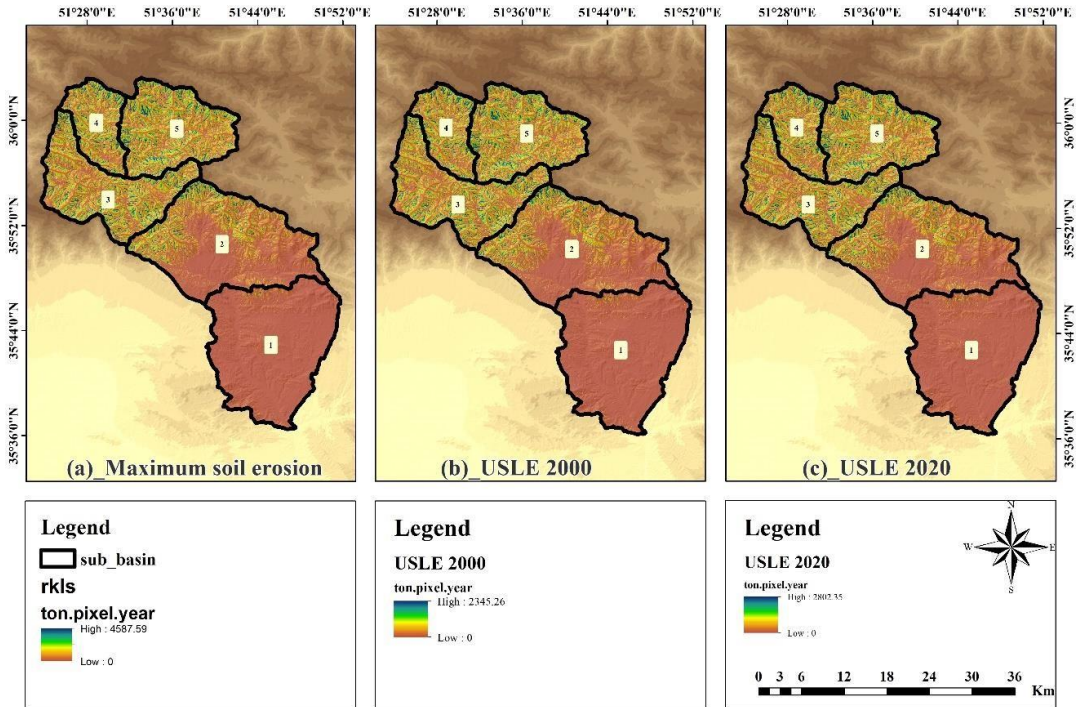 51°28'0"E 51°36'0"E 51°44'0"E 51°52'0"E
51°28'0"E 51°36'0"E 51°44'0"E 51°52'0"E
51°28'0"E 51°36'0"E 51°44'0"E 51°52'0"E
36°0'0"N
35°52'0"N
35°44'0"N
35°36'0"N
4
5
3
2
1
(a)_Maximum soil erosion
4
5
3
2
1
(b)_USLE 2000
4
5
3
2
1
(c)_USLE 2020
36°0'0"N
35°52'0"N
35°44'0"N
35°36'0"N
Legend
sub_basin
rkls
ton.pixel.year
High : 4587.59
Low : 0
Legend
USLE 2000
ton.pixel.year
High : 2345.26
Low : 0
Legend
USLE 2020
ton.pixel.year
High : 2802.35
Low : 0
N
W E
S
0 3 6 12 18 24 30 36
Km